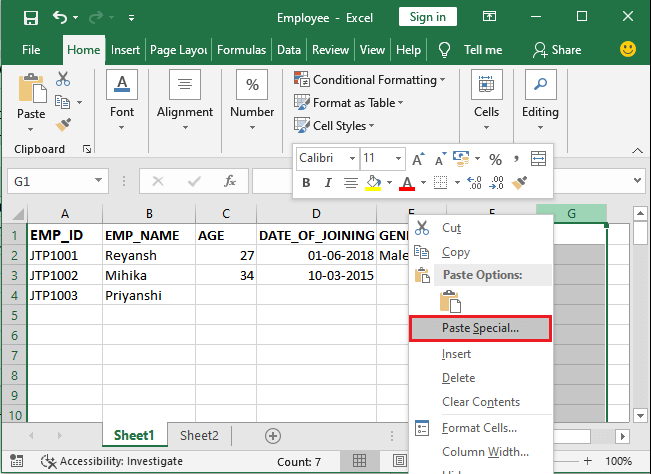 Employee - Excel
Sign in
File Home Insert Page Layou Formulas Data Review View Help Tell me Share
Paste
Clipboard
Font
Alignment
%
Number
Conditional Formatting
Format as Table
Cell Styles
Cells
Editing
Calibri 11 A A % ,
B I A .00 .0
G1 fx
A B C D E F G
1 EMP_ID EMP_NAME AGE DATE_OF_JOINING GEN
2 JTP1001 Reyansh 27 01-06-2018 Male
3 JTP1002 Mihika 34 10-03-2015
4 JTP1003 Priyanshi
5
6
7
8
9
10
Cut
Copy
Paste Options:
Paste Special...
Insert
Delete
Clear Contents
Format Cells...
Column Width...
Sheet1 Sheet2
Accessibility: Investigate Count: 7 100%